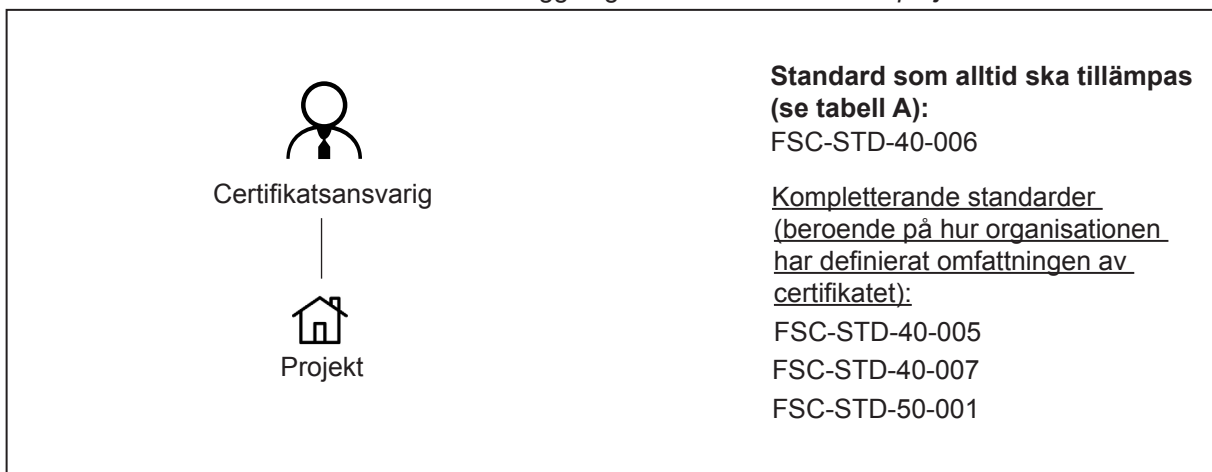 Certifikatsansvarig
Projekt
Standard som alltid ska tillämpas
(se tabell A):
FSC-STD-40-006
Kompletterande standarder
(beroende på hur organisationen
har definierat omfattningen av
certifikatet):
FSC-STD-40-005
FSC-STD-40-007
FSC-STD-50-001